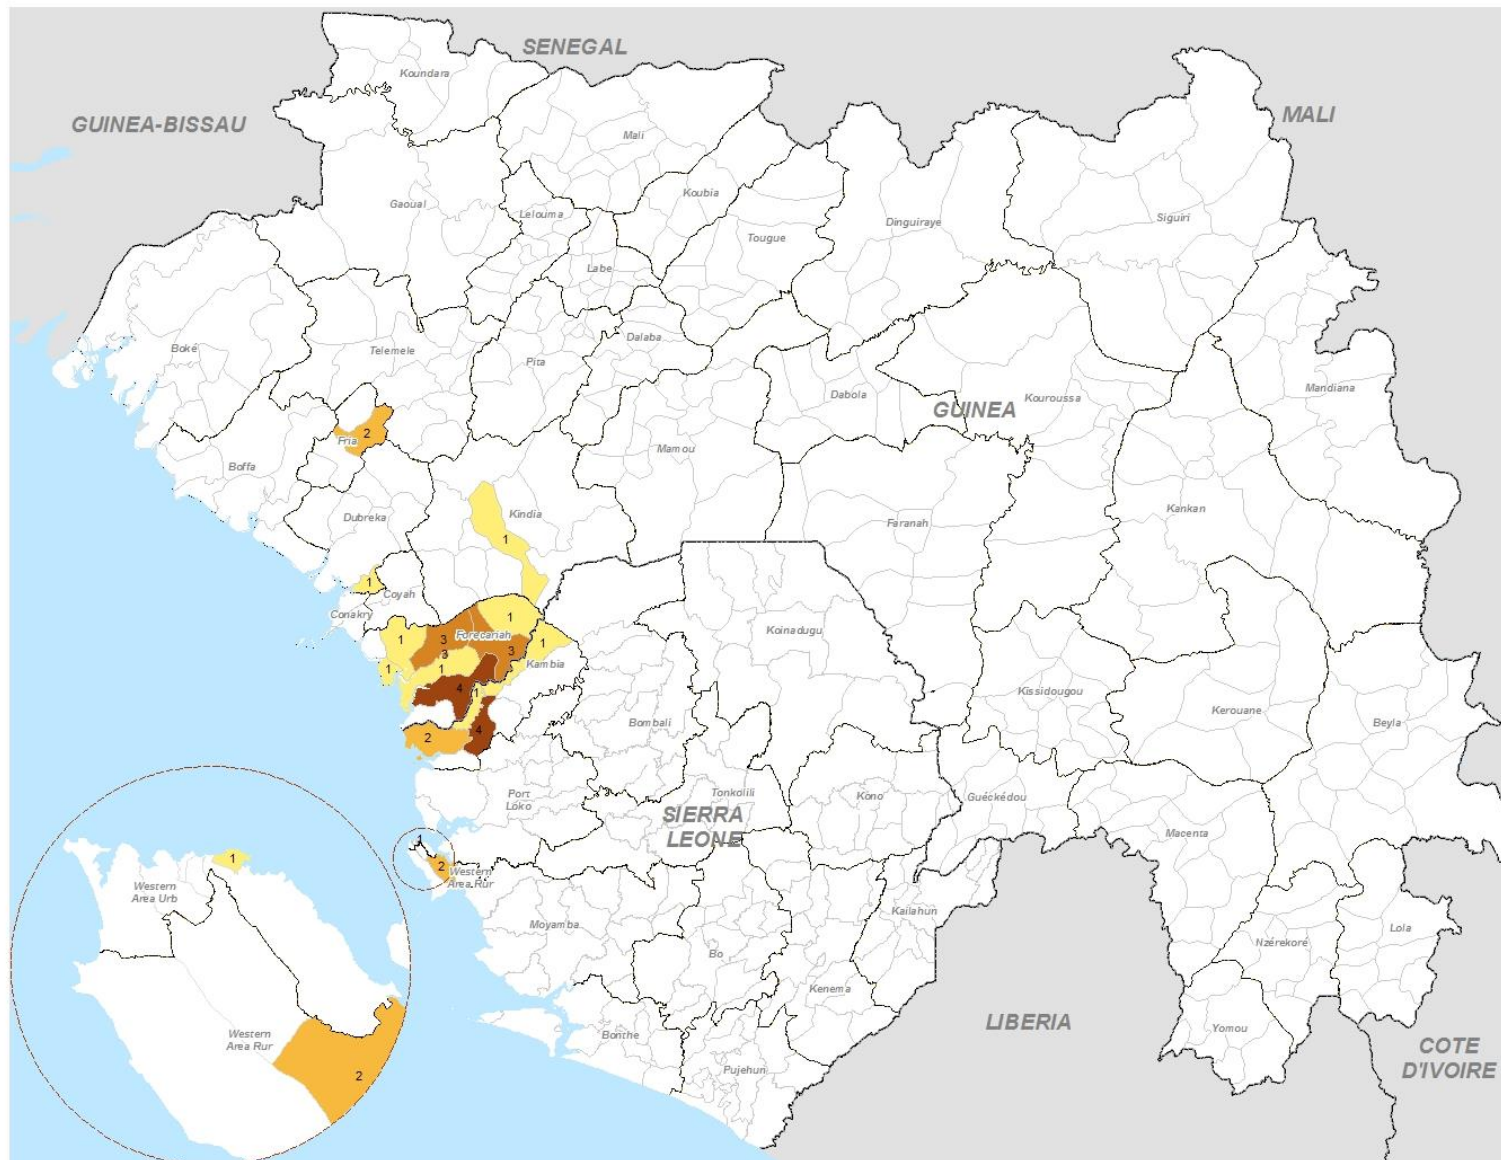 SENEGAL
Koundara
GUINEA-BISSAU
MALI
Mali
Koubia
Gaoual
Lelouma
Siguiri
Dinguiraye
Tougue
Labe
Dalaba
Boké
Telemele
Pita
Mandiana
Dabola
Kouroussa
GUINEA
2
Fria
Mamou
Boffa
Kankan
Kindia
Dubreka
Faranah
1
1
Coyah
Conakry
1
Koinadugu
1
3
Forecariah
1
3
3
Kambia
1
1
4
1
Kissidougou
Kerouane
Beyla
Bombali
4
2
Port
Loko
Tonkolili
Kono
Guéckédou
SIERRA
LEONE
Macenta
1
2
Western
Area Rur
1
Western
Area Urb
Kailahun
Moyamba
Lola
Nzérekoré
Bo
Kenema
LIBERIA
Yomou
Western
Area Rur
Bonthe
COTE
D'IVOIRE
Pujehun
2